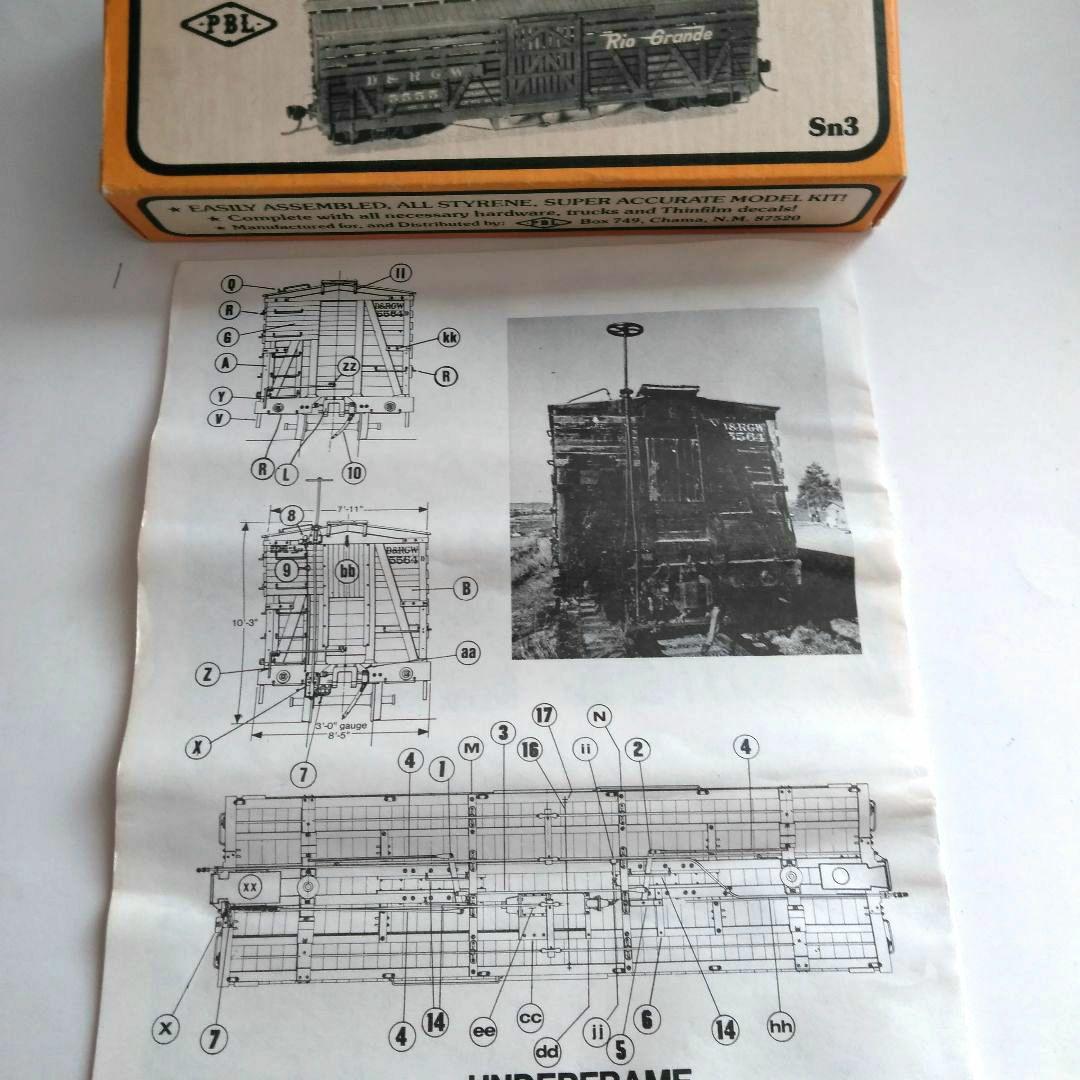 PBL
Rio Grande
D & R G W
5555
Sn3
★ EASILY ASSEMBLED, ALL STYRENE, SUPER ACCURATE MODEL KIT!
★ Complete with all necessary hardware, trucks and Thinfilm decals!
★ Manufactured for, and Distributed by: PBL Box 749, Chama, N.M. 87520
Q
ll
R
D&RGW
5564
G
kk
A
zz
R
Y
V
R
L
10
8
7'-11"
D&RGW
5564
9
bb
B
10'-3"
aa
Z
3'-0" gauge
8'-5"
X
7
D&RGW
5564
17
N
3
M
16
ii
2
4
4
1
xx
X
7
4
14
ee
cc
dd
jj
5
6
14
hh
UNDERFRAME